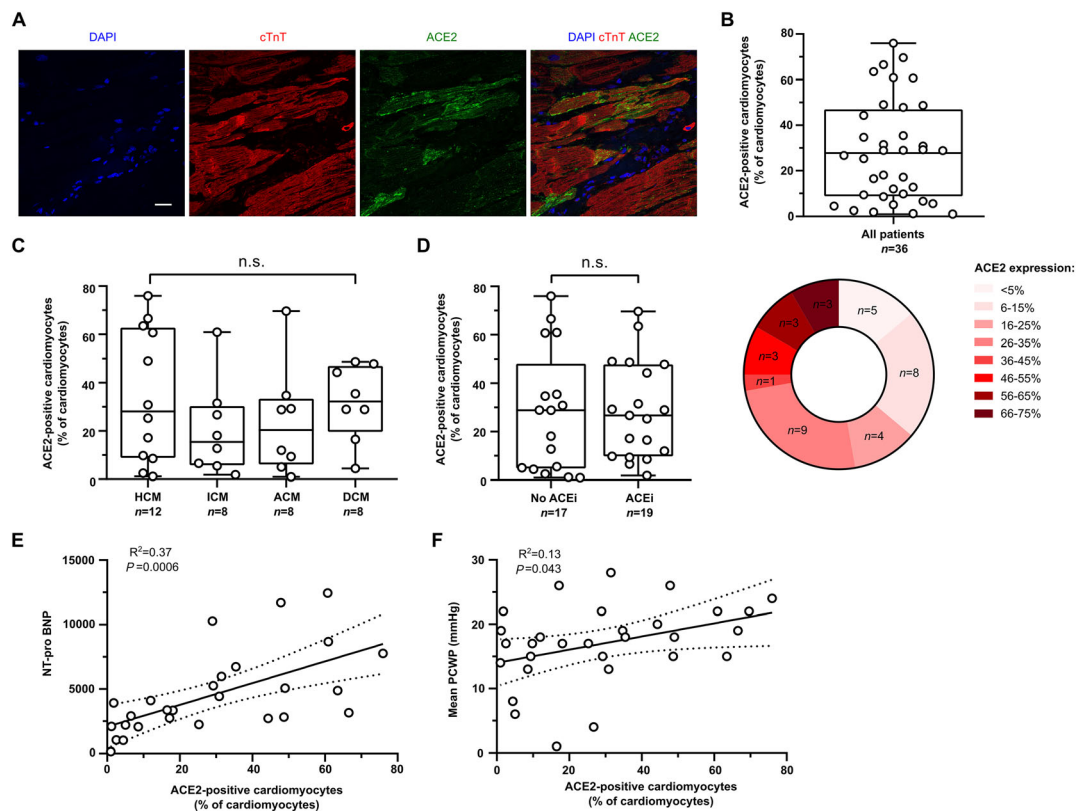 A
DAPI
cTnT
ACE2
DAPI cTnT ACE2
B
ACE2-positive cardiomyocytes
(% of cardiomyocytes)
80
60
40
20
0
All patients
n=36
C
n.s.
ACE2-positive cardiomyocytes
(% of cardiomyocytes)
80
60
40
20
0
HCM
n=12
ICM
n=8
ACM
n=8
DCM
n=8
D
n.s.
ACE2-positive cardiomyocytes
(% of cardiomyocytes)
80
60
40
20
0
No ACEi
n=17
ACEi
n=19
n=3
n=5
n=3
n=8
n=3
n=1
n=9
n=4
ACE2 expression:
<5%
6-15%
16-25%
26-35%
36-45%
46-55%
56-65%
66-75%
E
R²=0.37
P=0.0006
NT-pro BNP
15000
10000
5000
0
0
20
40
60
80
ACE2-positive cardiomyocytes
(% of cardiomyocytes)
F
R²=0.13
P=0.043
Mean PCWP (mmHg)
30
20
10
0
0
20
40
60
80
ACE2-positive cardiomyocytes
(% of cardiomyocytes)